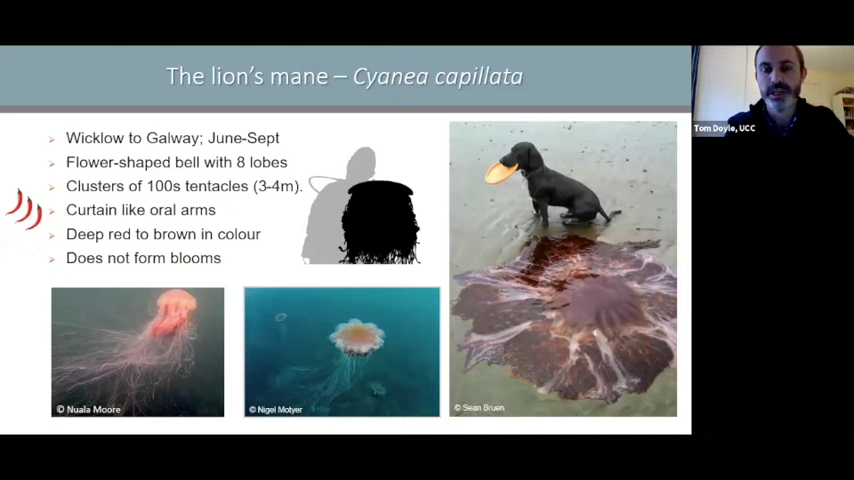 The lion's mane – Cyanea capillata
Wicklow to Galway; June-Sept
Flower-shaped bell with 8 lobes
Clusters of 100s tentacles (3-4m).
Curtain like oral arms
Deep red to brown in colour
Does not form blooms
© Nuala Moore
© Nigel Motyer
© Sean Bruen
Tom Doyle, UCC